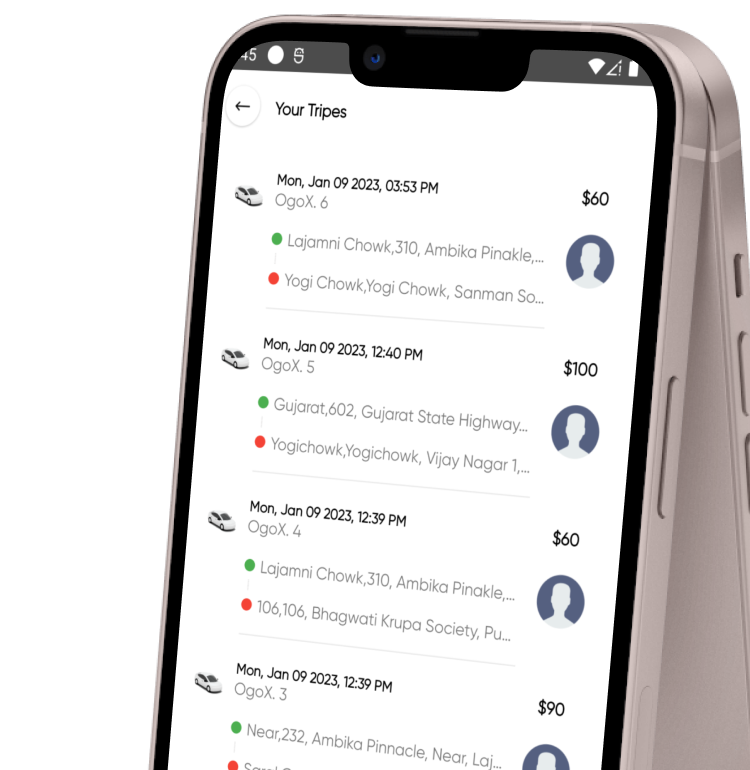 45
Your Tripes
Mon, Jan 09 2023, 03:53 PM
$60
OgoX. 6
Lajamni Chowk,310, Ambika Pinakle,...
Yogi Chowk,Yogi Chowk, Sanman So...
Mon, Jan 09 2023, 12:40 PM
$100
OgoX. 5
Gujarat,602, Gujarat State Highway...
Yogichowk,Yogichowk, Vijay Nagar 1,...
Mon, Jan 09 2023, 12:39 PM
$60
OgoX. 4
Lajamni Chowk,310, Ambika Pinakle,...
106,106, Bhagwati Krupa Society, Pu...
Mon, Jan 09 2023, 12:39 PM
$90
OgoX. 3
Near,232, Ambika Pinnacle, Near, Laj...